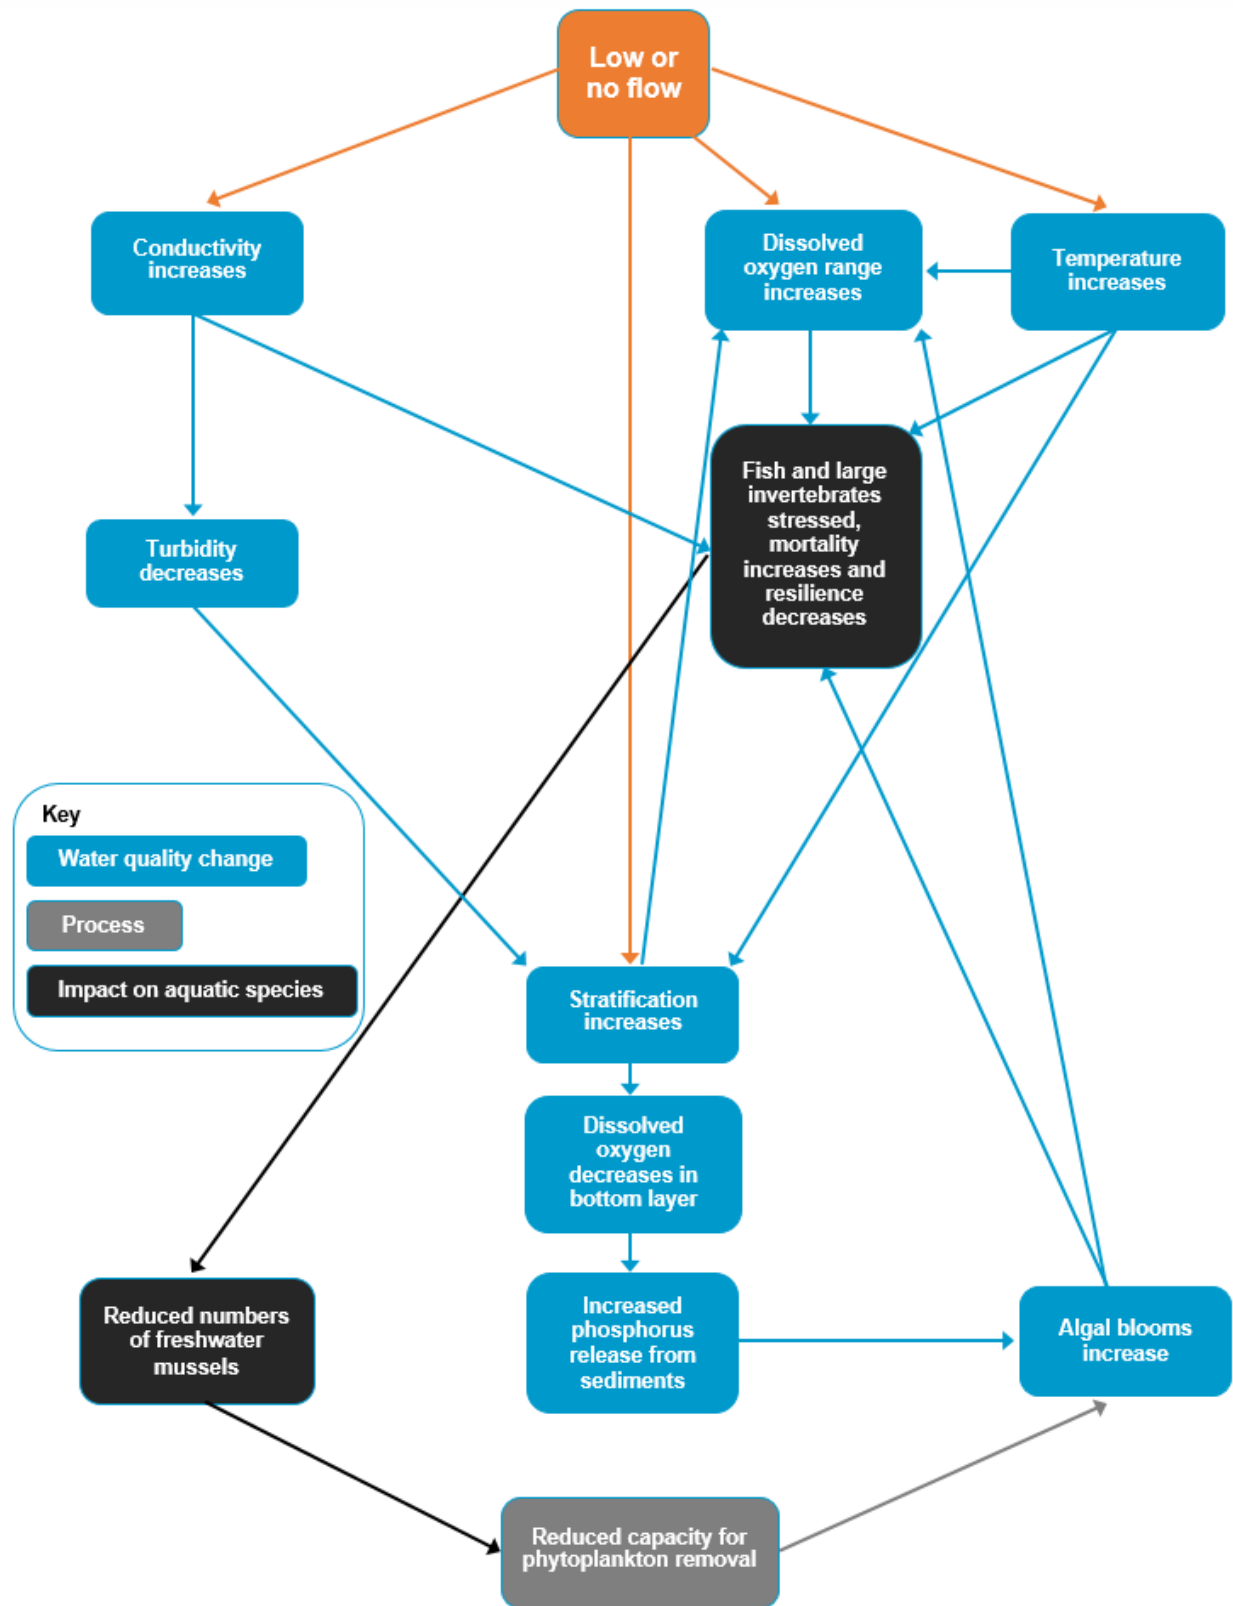 Low or
no flow
Conductivity
increases
Dissolved
oxygen range
increases
Temperature
increases
Fish and large
invertebrates
stressed,
mortality
increases and
resilience
decreases
Turbidity
decreases
Key
Water quality change
Process
Impact on aquatic species
Stratification
increases
Dissolved
oxygen
decreases in
bottom layer
Reduced numbers
of freshwater
mussels
Increased
phosphorus
release from
sediments
Algal blooms
increase
Reduced capacity for
phytoplankton removal